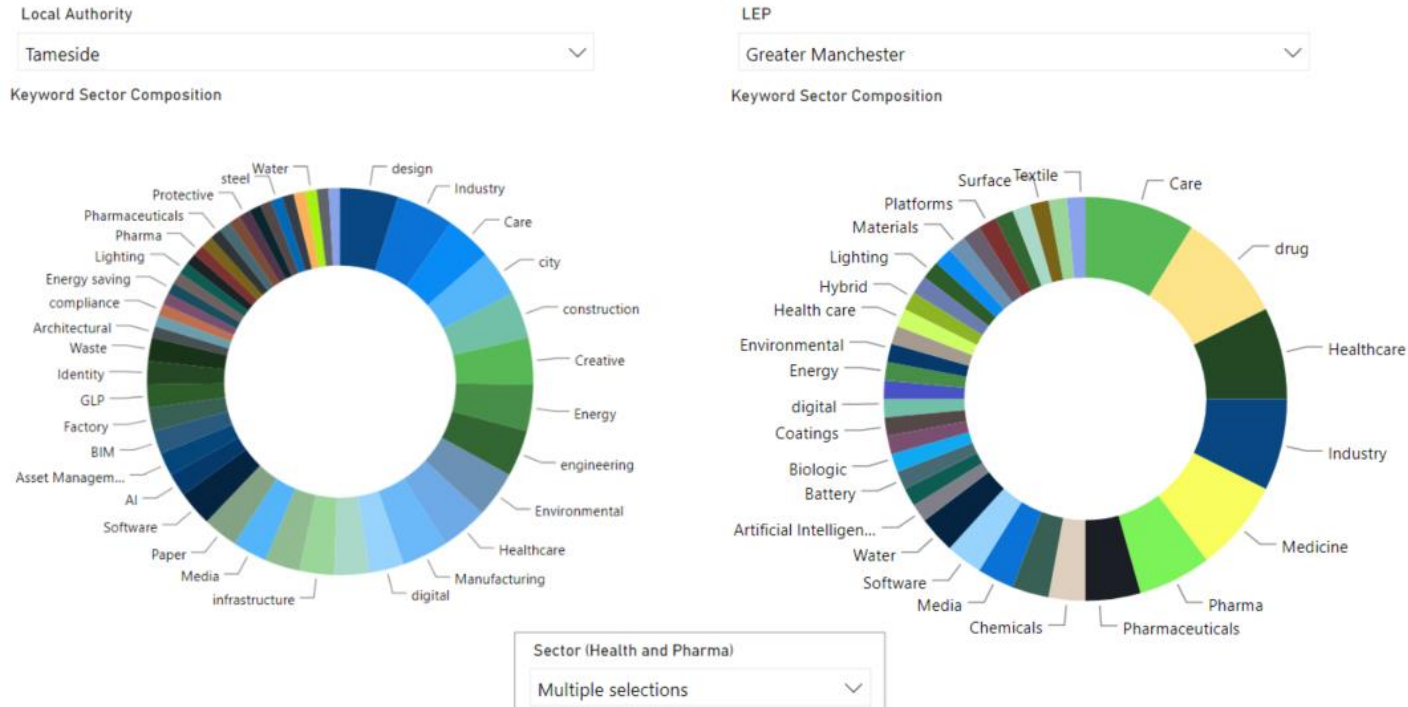 Local Authority
Tameside
Keyword Sector Composition
Water
design
steel
Industry
Protective
Care
Pharmaceuticals
city
Pharma
Lighting
construction
Energy saving
compliance
Creative
Architectural
Waste
Energy
Identity
GLP
engineering
Factory
BIM
Environmental
Asset Managem...
AI
Healthcare
Software
Manufacturing
Paper
digital
Media
infrastructure
LEP
Greater Manchester
Keyword Sector Composition
Textile
Surface
Care
Platforms
Materials
drug
Lighting
Hybrid
Health care
Healthcare
Environmental
Energy
digital
Coatings
Industry
Biologic
Battery
Artificial Intelligen...
Medicine
Water
Software
Pharma
Media
Chemicals
Pharmaceuticals
Sector (Health and Pharma)
Multiple selections